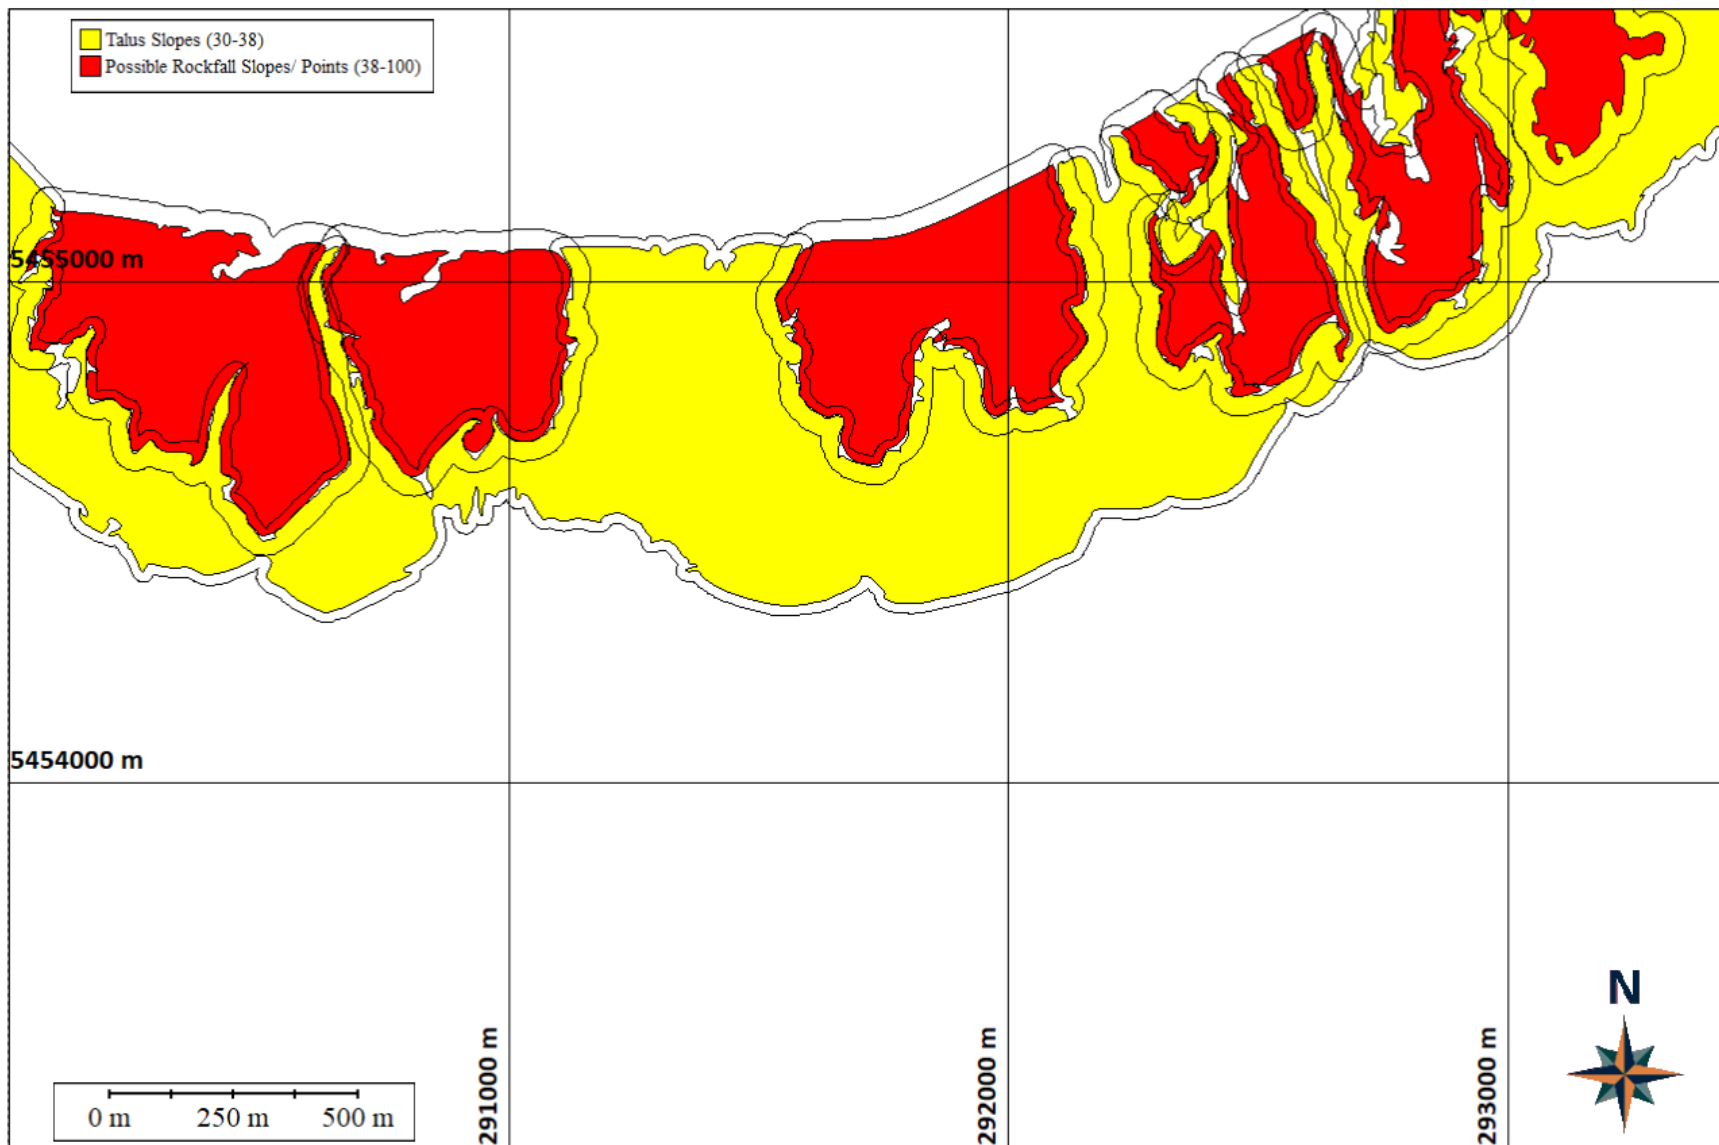 Talus Slopes (30-38)
Possible Rockfall Slopes/ Points (38-100)
5455000 m
5454000 m
N
291000 m
292000 m
293000 m
0 m 250 m 500 m